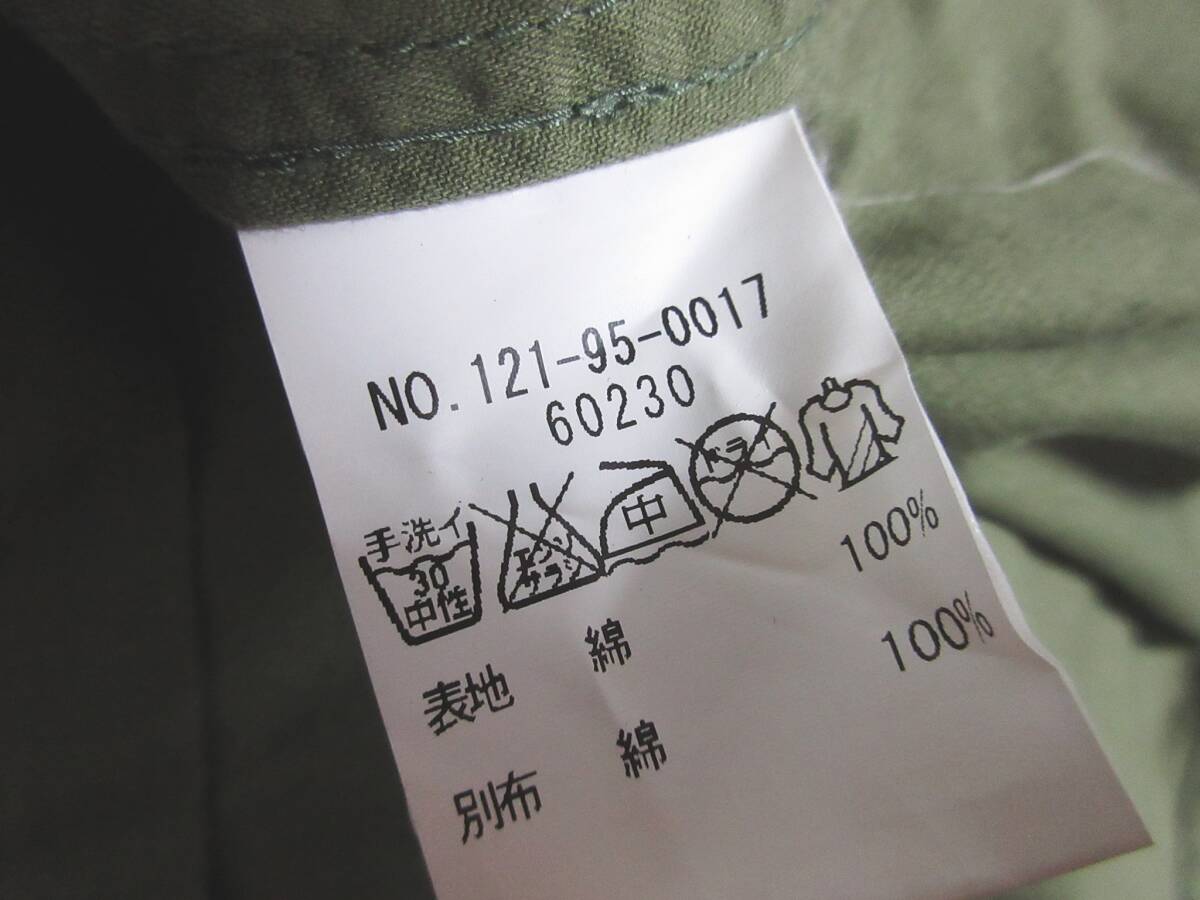 NO.121-95-0017
60230
手洗イ
30
中性
エンソ
サラシ
中
ドライ
表地 綿 100%
別布 綿 100%